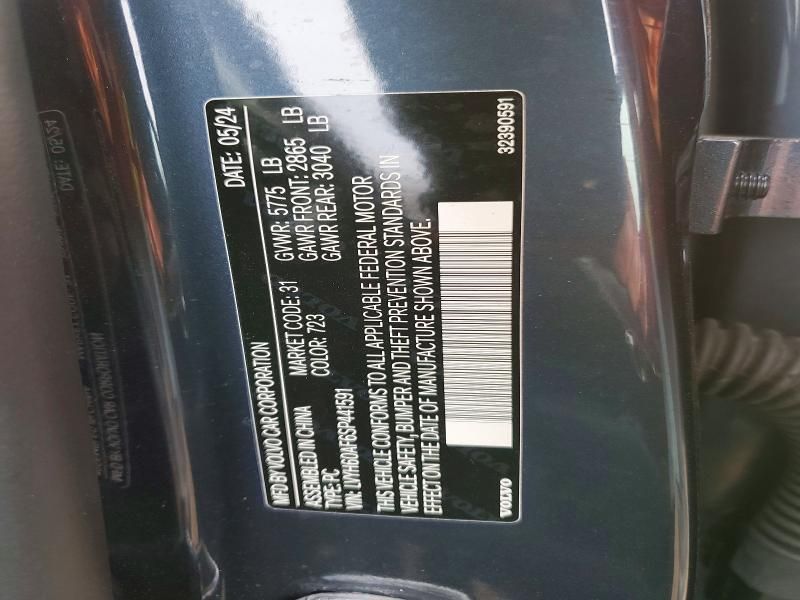 MFD BY VOLVO CAR CORPORATION DATE: 05/24
ASSEMBLED IN CHINA
TYPE: PC MARKET CODE: 31 GVWR: 5775 LB
COLOR: 723 GAWR FRONT: 2865 LB
GAWR REAR: 3040 LB
VIN: LVYH60AF6SP441591
THIS VEHICLE CONFORMS TO ALL APPLICABLE FEDERAL MOTOR
VEHICLE SAFETY, BUMPER AND THEFT PREVENTION STANDARDS IN
EFFECT ON THE DATE OF MANUFACTURE SHOWN ABOVE.
VOLVO 32390591